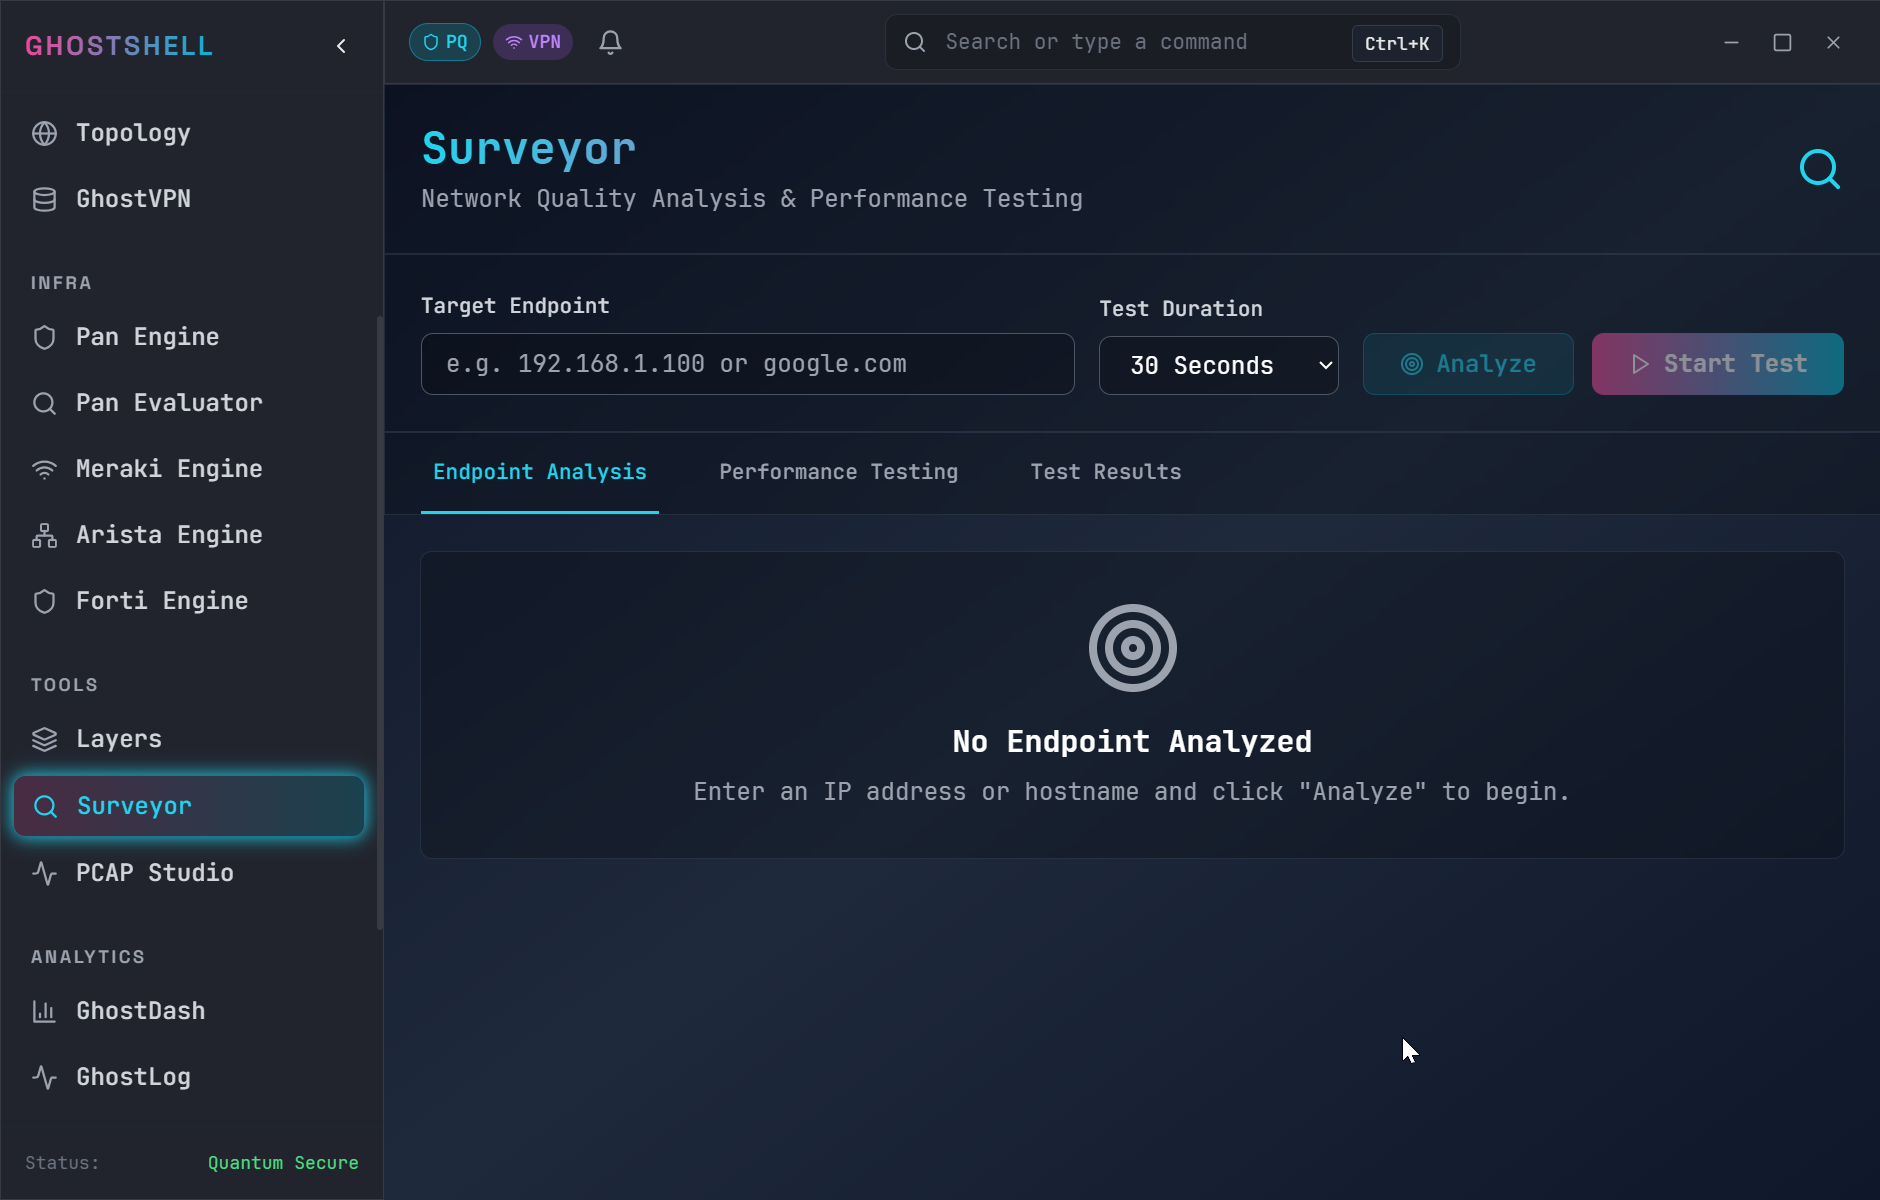 GHOSTSHELL
Topology
GhostVPN
INFRA
Pan Engine
Pan Evaluator
Meraki Engine
Arista Engine
Forti Engine
TOOLS
Layers
Surveyor
PCAP Studio
ANALYTICS
GhostDash
GhostLog
Status: Quantum Secure
PQ VPN Search or type a command Ctrl+K
Surveyor
Network Quality Analysis & Performance Testing
Target Endpoint Test Duration
e.g. 192.168.1.100 or google.com 30 Seconds Analyze Start Test
Endpoint Analysis Performance Testing Test Results
No Endpoint Analyzed
Enter an IP address or hostname and click "Analyze" to begin.